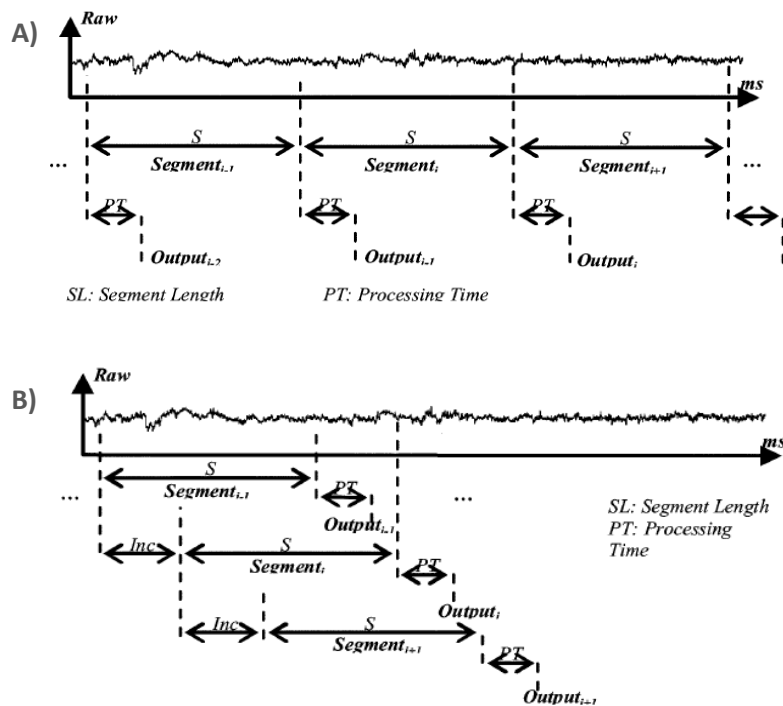 A)
Raw
ms
S S S
... Segment_{i-1} Segment_i Segment_{i+1} ...
PT PT PT
Output_{i-2} Output_{i-1} Output_i
SL: Segment Length PT: Processing Time
B)
Raw
ms
S
... Segment_{i-1} PT ...
Output_{i-1}
SL: Segment Length
PT: Processing
Time
Inc S
Segment_i PT
Output_i
Inc S
Segment_{i+1} PT
Output_{i+1}